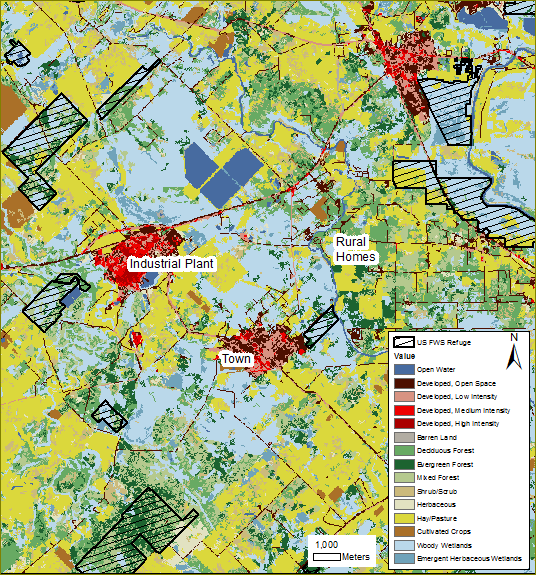 Industrial Plant
Rural
Homes
Town
US FWS Refuge
N
Value
Open Water
Developed, Open Space
Developed, Low Intensity
Developed, Medium Intensity
Developed, High Intensity
Barren Land
Deciduous Forest
Evergreen Forest
Mixed Forest
Shrub/Scrub
Herbaceous
Hay/Pasture
Cultivated Crops
Woody Wetlands
Emergent Herbaceous Wetlands
1,000
Meters